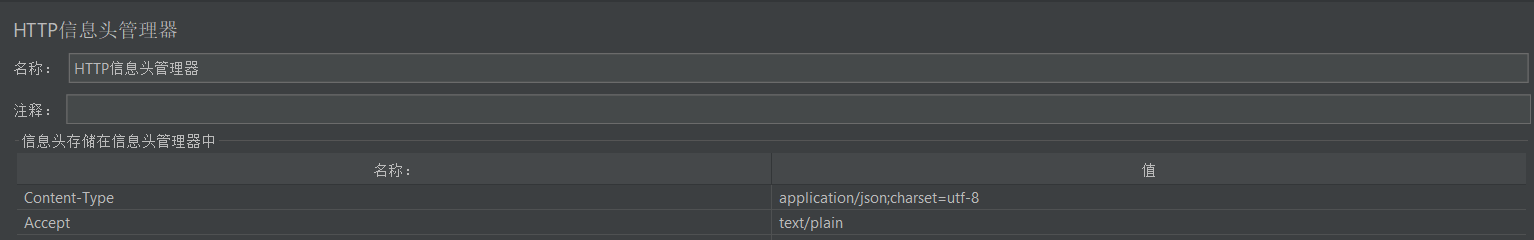 HTTP信息头管理器
名称： HTTP信息头管理器
注释：
信息头存储在信息头管理器中
名称： 值
Content-Type application/json;charset=utf-8
Accept text/plain